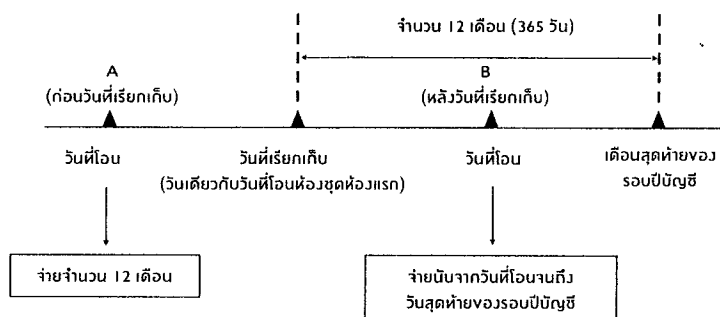 จำนวน 12 เดือน (365 วัน)
A
(ก่อนวันที่เรียกเก็บ)
B
(หลังวันที่เรียกเก็บ)
วันที่โอน
วันที่เรียกเก็บ
(วันเดียวกับวันที่โอนห้องชุดห้องแรก)
วันที่โอน
เดือนสุดท้ายของ
รอบปีบัญชี
จ่ายจำนวน 12 เดือน
จ่ายนับจากวันที่โอนจนถึง
วันสุดท้ายของรอบปีบัญชี